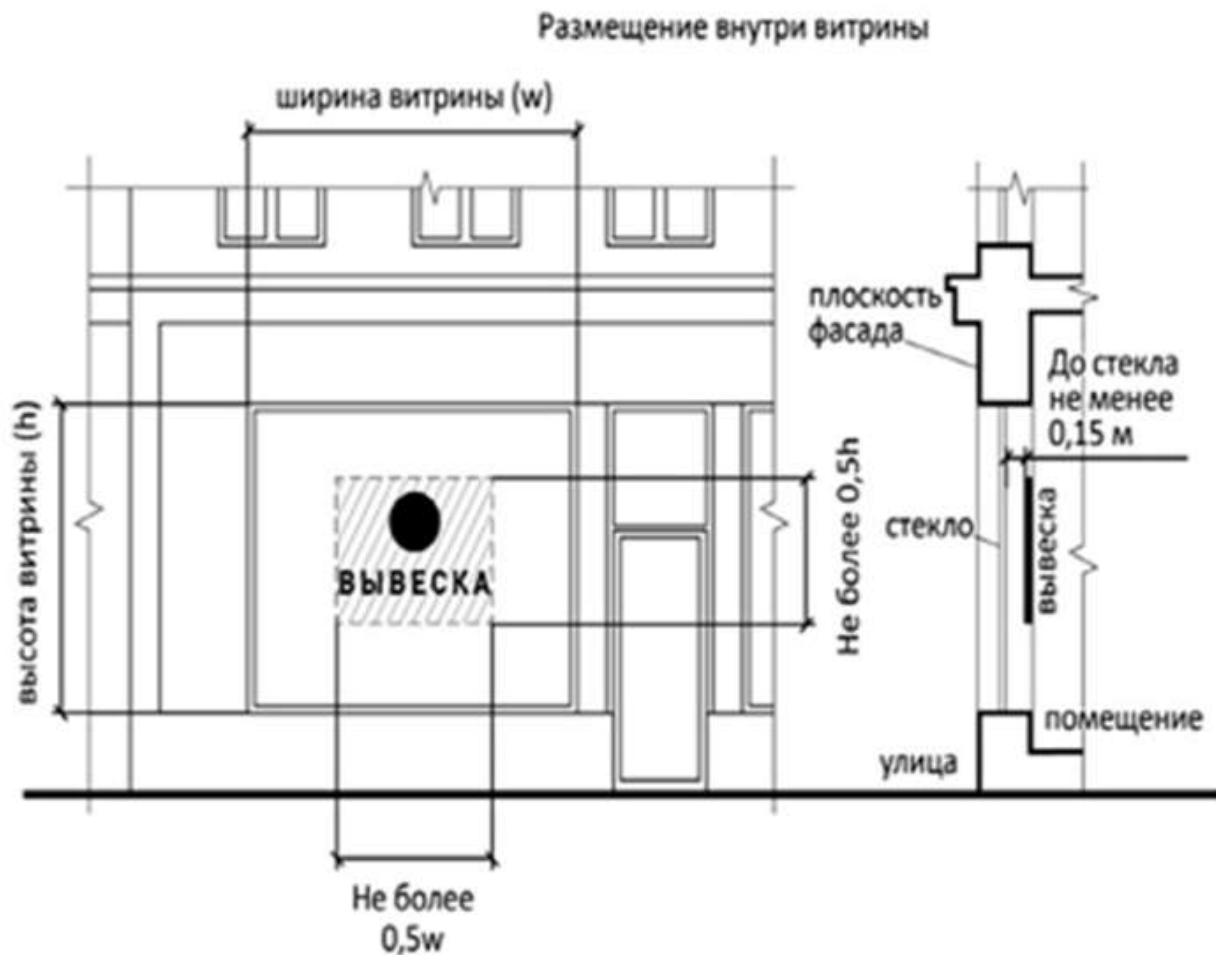 Размещение внутри витрины
ширина витрины (w)
плоскость
фасада
До стекла
не менее
0,15 м
высота витрины (h)
Не более 0,5h
стекло
вывеска
ВЫВЕСКА
помещение
улица
Не более
0,5w